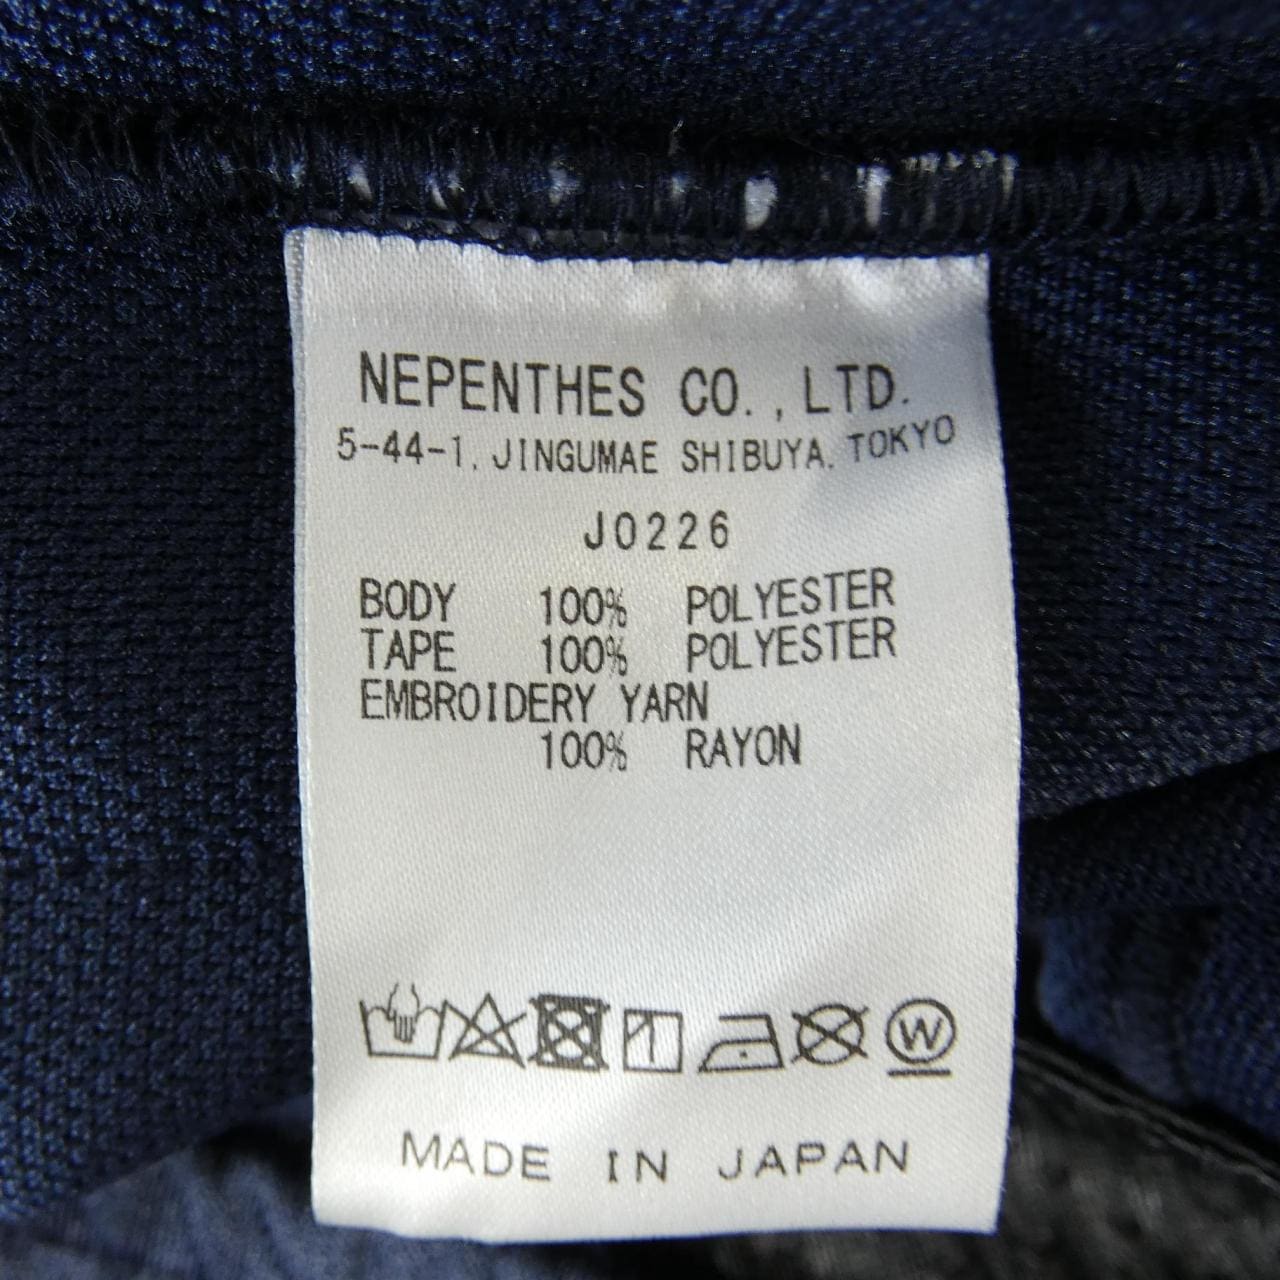 NEPENTHES CO.,LTD.
5-44-1, JINGUMAE SHIBUYA, TOKYO
J0226
BODY 100% POLYESTER
TAPE 100% POLYESTER
EMBROIDERY YARN
100% RAYON
W
MADE IN JAPAN